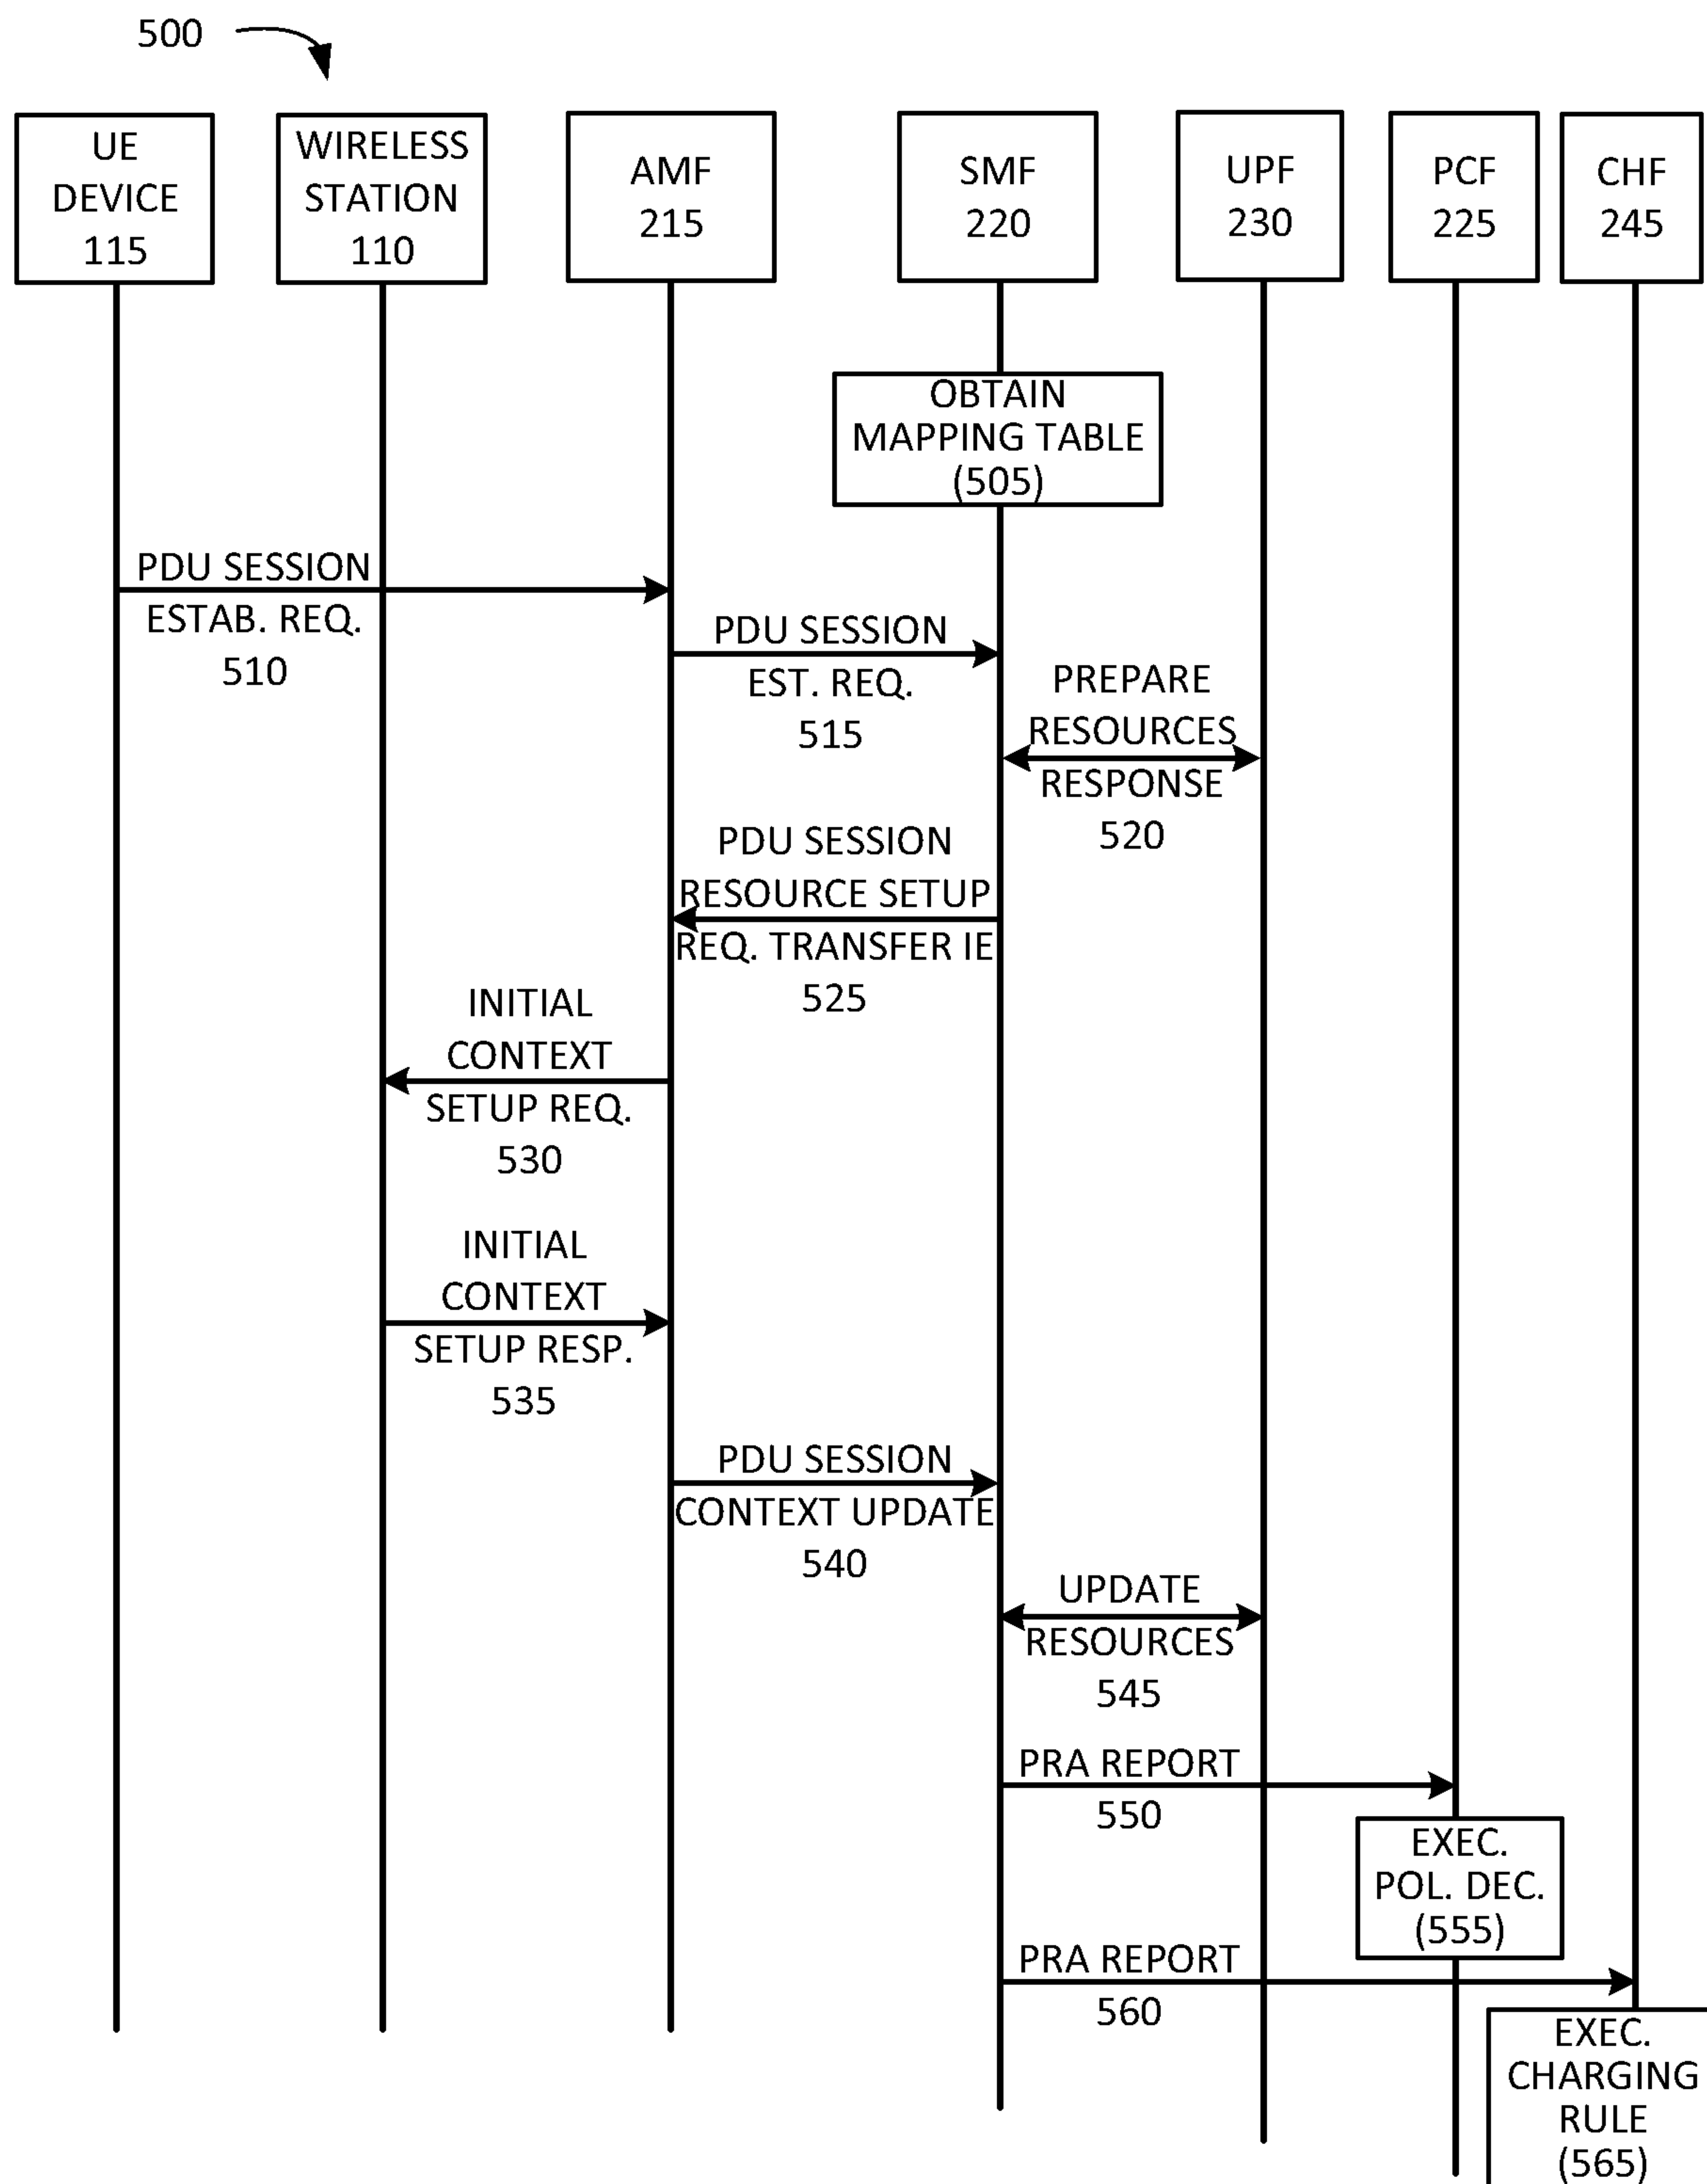 500
UE
DEVICE
115
WIRELESS
STATION
110
AMF
215
SMF
220
UPF
230
PCF
225
CHF
245
OBTAIN
MAPPING TABLE
(505)
PDU SESSION
ESTAB. REQ.
510
PDU SESSION
EST. REQ.
515
PREPARE
RESOURCES
RESPONSE
520
PDU SESSION
RESOURCE SETUP
REQ. TRANSFER IE
525
INITIAL
CONTEXT
SETUP REQ.
530
INITIAL
CONTEXT
SETUP RESP.
535
PDU SESSION
CONTEXT UPDATE
540
UPDATE
RESOURCES
545
PRA REPORT
550
EXEC.
POL. DEC.
(555)
PRA REPORT
560
EXEC.
CHARGING
RULE
(565)